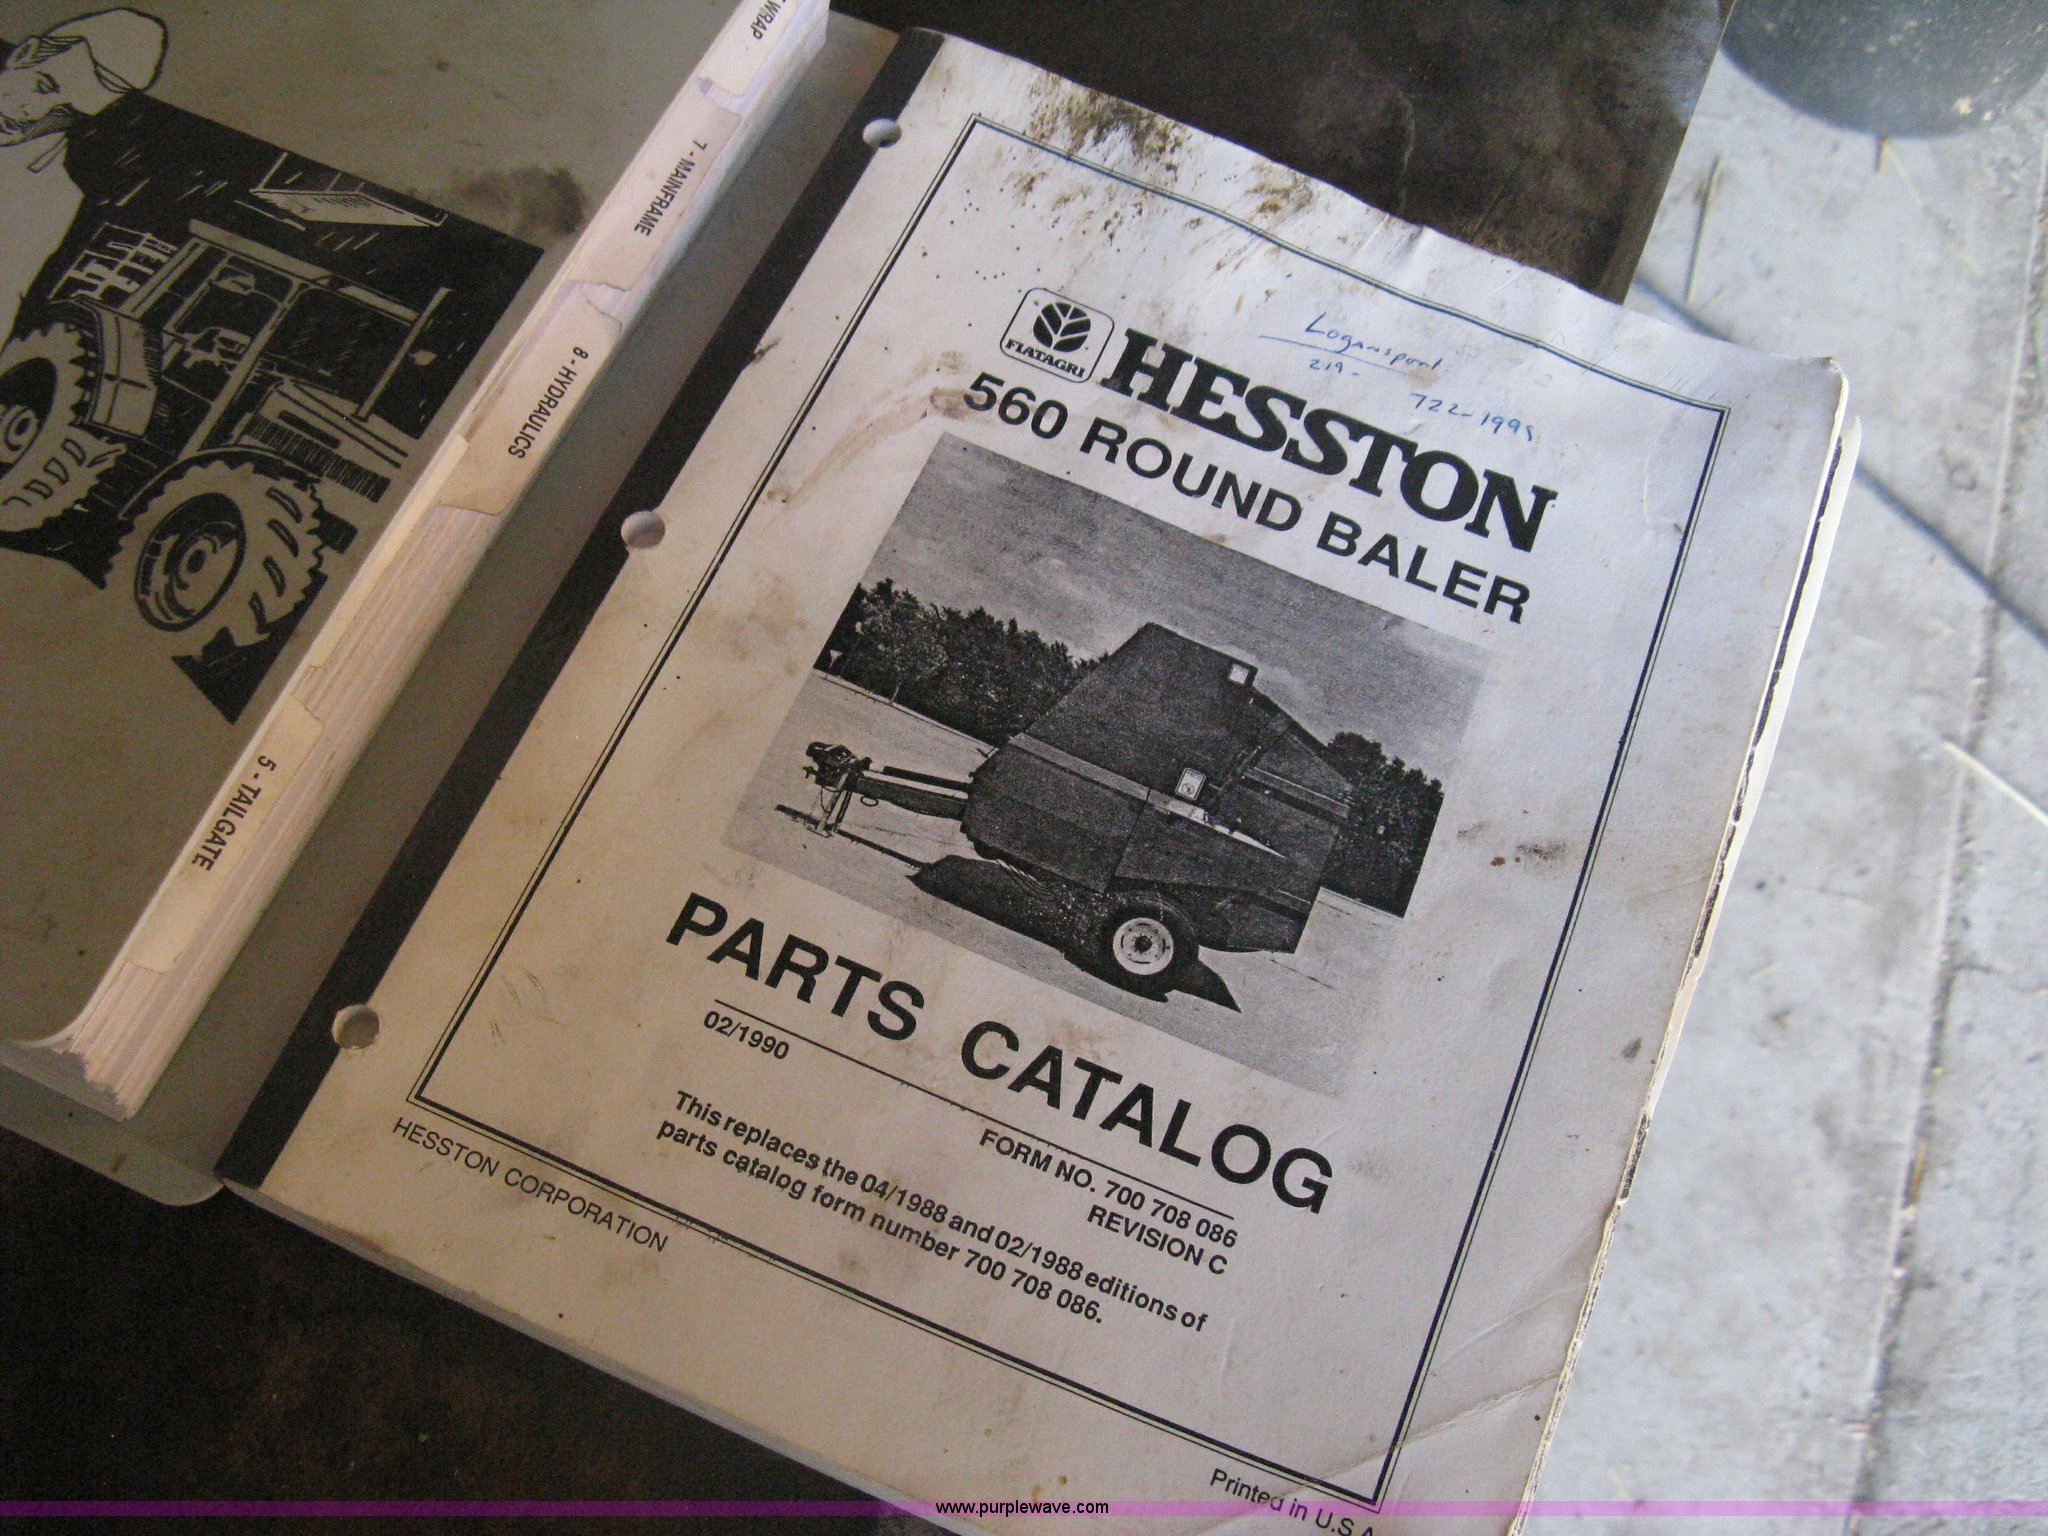 WRAP
7 - MAINFRAME
8 - HYDRAULICS
5 - TAILGATE
FIATAGRI
HESSTON
Logansport
219-
560 ROUND BALER
PARTS CATALOG
02/1990
FORM NO. 700 708 086
REVISION C
This replaces the 04/1988 and 02/1988 editions of
parts catalog form number 700 708 086.
HESSTON CORPORATION
Printed in U.S.A.
www.purplewave.com